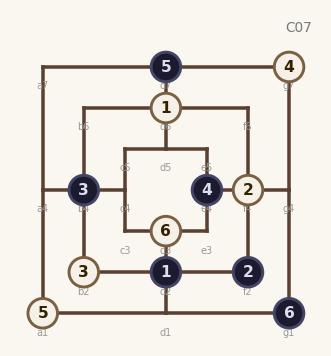 C07
5 4
a7 d7 g7
1
b6 d6 f6
c5 d5 e5
3 4 2
a4 b4 c4 e4 f4 g4
6
c3 d3 e3
3 1 2
b2 d2 f2
5 6
a1 d1 g1